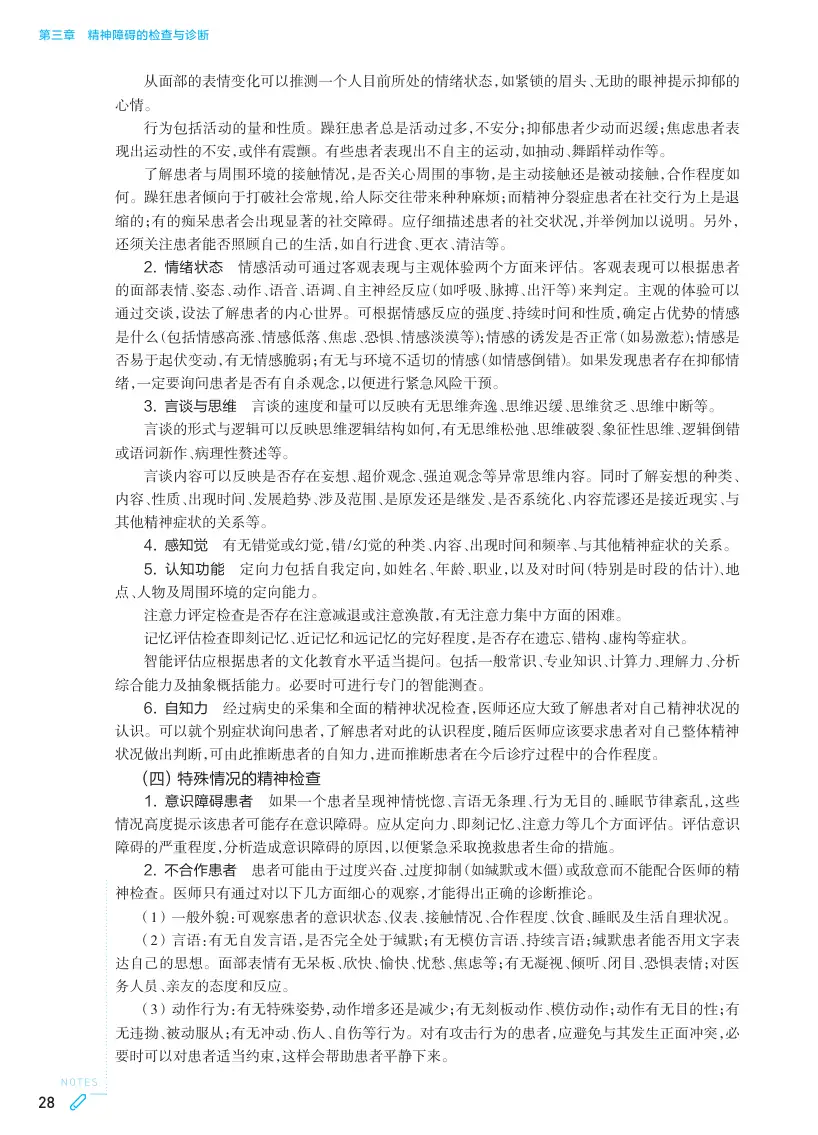 第三章　精神障碍的检查与诊断
从面部的表情变化可以推测一个人目前所处的情绪状态,如紧锁的眉头、无助的眼神提示抑郁的
心情。
行为包括活动的量和性质。躁狂患者总是活动过多,不安分;抑郁患者少动而迟缓;焦虑患者表
现出运动性的不安,或伴有震颤。有些患者表现出不自主的运动,如抽动、舞蹈样动作等。
了解患者与周围环境的接触情况,是否关心周围的事物,是主动接触还是被动接触,合作程度如
何。躁狂患者倾向于打破社会常规,给人际交往带来种种麻烦;而精神分裂症患者在社交行为上是退
缩的;有的痴呆患者会出现显著的社交障碍。应仔细描述患者的社交状况,并举例加以说明。另外,
还须关注患者能否照顾自己的生活,如自行进食、更衣、清洁等。
2. 情绪状态　情感活动可通过客观表现与主观体验两个方面来评估。客观表现可以根据患者
的面部表情、姿态、动作、语音、语调、自主神经反应(如呼吸、脉搏、出汗等)来判定。主观的体验可以
通过交谈,设法了解患者的内心世界。可根据情感反应的强度、持续时间和性质,确定占优势的情感
是什么(包括情感高涨、情感低落、焦虑、恐惧、情感淡漠等);情感的诱发是否正常(如易激惹);情感是
否易于起伏变动,有无情感脆弱;有无与环境不适切的情感(如情感倒错)。如果发现患者存在抑郁情
绪,一定要询问患者是否有自杀观念,以便进行紧急风险干预。
3. 言谈与思维　言谈的速度和量可以反映有无思维奔逸、思维迟缓、思维贫乏、思维中断等。
言谈的形式与逻辑可以反映思维逻辑结构如何,有无思维松弛、思维破裂、象征性思维、逻辑倒错
或语词新作、病理性赘述等。
言谈内容可以反映是否存在妄想、超价观念、强迫观念等异常思维内容。同时了解妄想的种类、
内容、性质、出现时间、发展趋势、涉及范围、是原发还是继发、是否系统化、内容荒谬还是接近现实、与
其他精神症状的关系等。
4. 感知觉　有无错觉或幻觉,错/幻觉的种类、内容、出现时间和频率、与其他精神症状的关系。
5. 认知功能　定向力包括自我定向,如姓名、年龄、职业,以及对时间(特别是时段的估计)、地
点、人物及周围环境的定向能力。
注意力评定检查是否存在注意减退或注意涣散,有无注意力集中方面的困难。
记忆评估检查即刻记忆、近记忆和远记忆的完好程度,是否存在遗忘、错构、虚构等症状。
智能评估应根据患者的文化教育水平适当提问。包括一般常识、专业知识、计算力、理解力、分析
综合能力及抽象概括能力。必要时可进行专门的智能测查。
6. 自知力　经过病史的采集和全面的精神状况检查,医师还应大致了解患者对自己精神状况的
认识。可以就个别症状询问患者,了解患者对此的认识程度,随后医师应该要求患者对自己整体精神
状况做出判断,可由此推断患者的自知力,进而推断患者在今后诊疗过程中的合作程度。
(四) 特殊情况的精神检查
1. 意识障碍患者　如果一个患者呈现神情恍惚、言语无条理、行为无目的、睡眠节律紊乱,这些
情况高度提示该患者可能存在意识障碍。应从定向力、即刻记忆、注意力等几个方面评估。评估意识
障碍的严重程度,分析造成意识障碍的原因,以便紧急采取挽救患者生命的措施。
2. 不合作患者　患者可能由于过度兴奋、过度抑制(如缄默或木僵)或敌意而不能配合医师的精
神检查。医师只有通过对以下几方面细心的观察,才能得出正确的诊断推论。
(1) 一般外貌:可观察患者的意识状态、仪表、接触情况、合作程度、饮食、睡眠及生活自理状况。
(2) 言语:有无自发言语,是否完全处于缄默;有无模仿言语、持续言语;缄默患者能否用文字表
达自己的思想。面部表情有无呆板、欣快、愉快、忧愁、焦虑等;有无凝视、倾听、闭目、恐惧表情;对医
务人员、亲友的态度和反应。
(3) 动作行为:有无特殊姿势,动作增多还是减少;有无刻板动作、模仿动作;动作有无目的性;有
无违拗、被动服从;有无冲动、伤人、自伤等行为。对有攻击行为的患者,应避免与其发生正面冲突,必
要时可以对患者适当约束,这样会帮助患者平静下来。
NOTES
28